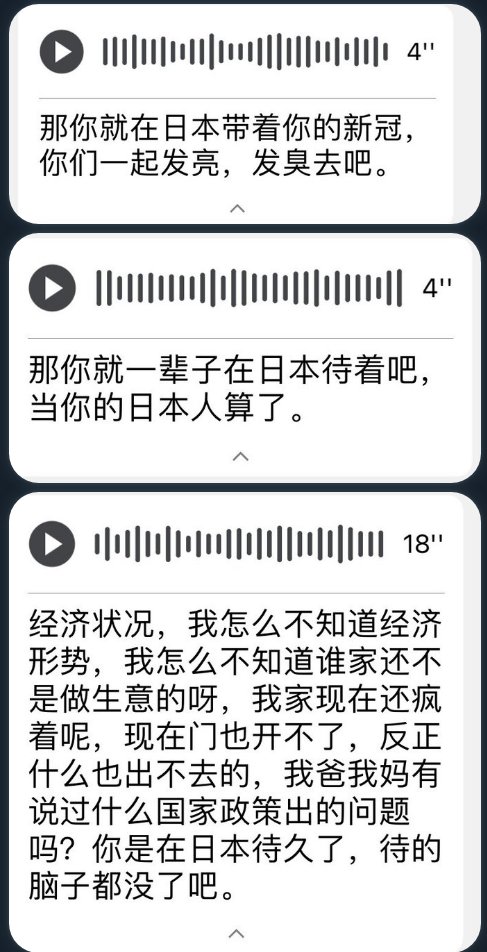 4''
那你就在日本带着你的新冠，
你们一起发亮，发臭去吧。
4''
那你就一辈子在日本待着吧，
当你的日本人算了。
18''
经济状况，我怎么不知道经济
形势，我怎么不知道谁家还不
是做生意的呀，我家现在还疯
着呢，现在门也开不了，反正
什么也出不去的，我爸我妈有
说过什么国家政策出的问题
吗？你是在日本待久了，待的
脑子都没了吧。